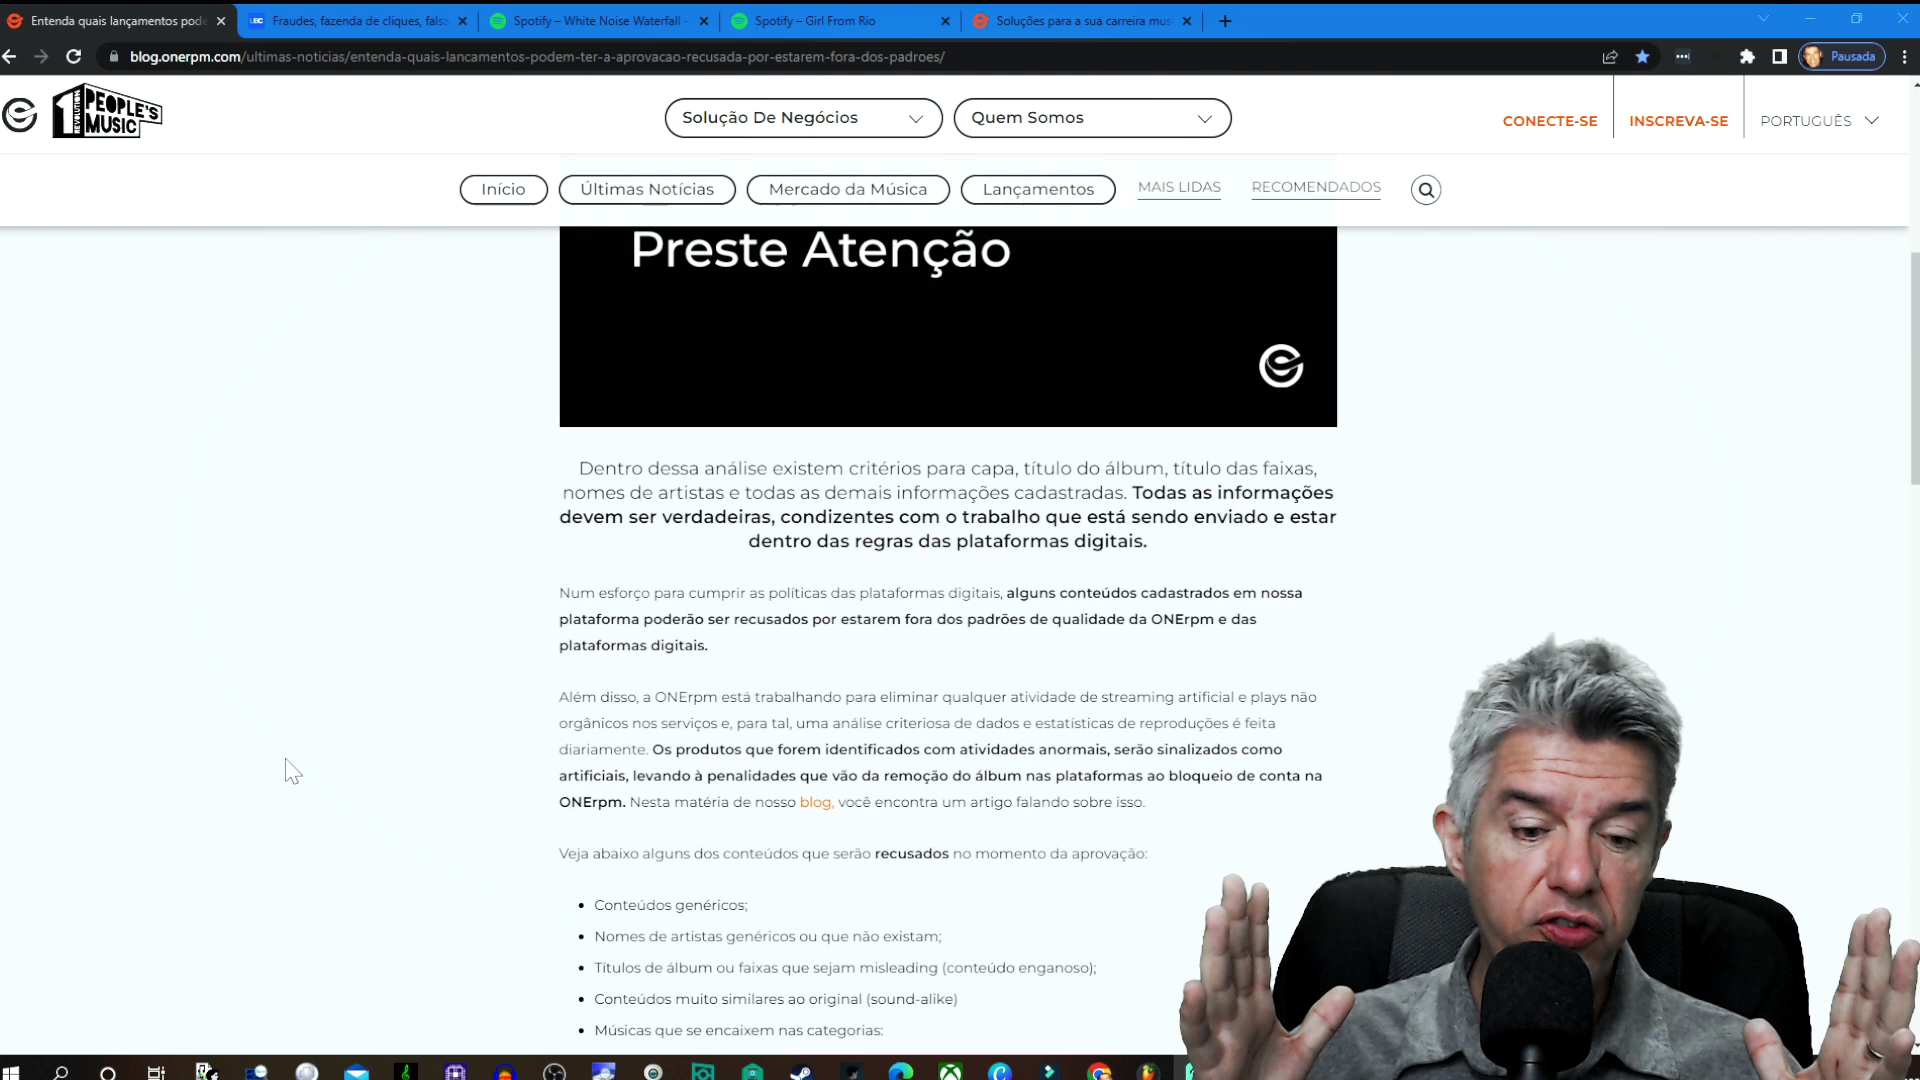 Entenda quais lançamentos pode
Fraudes, fazenda de cliques, falsa
Spotify – White Noise Waterfall -
Spotify – Girl From Rio
Soluções para a sua carreira mus
blog.onerpm.com/ultimas-noticias/entenda-quais-lancamentos-podem-ter-a-aprovacao-recusada-por-estarem-fora-dos-padroes/
Pausada
REVOLUTION
PEOPLE'S
MUSIC
Solução De Negócios
Quem Somos
CONECTE-SE
INSCREVA-SE
PORTUGUÊS
Início
Últimas Notícias
Mercado da Música
Lançamentos
MAIS LIDAS
RECOMENDADOS
Preste Atenção
Dentro dessa análise existem critérios para capa, título do álbum, título das faixas,
nomes de artistas e todas as demais informações cadastradas. Todas as informações
devem ser verdadeiras, condizentes com o trabalho que está sendo enviado e estar
dentro das regras das plataformas digitais.
Num esforço para cumprir as políticas das plataformas digitais, alguns conteúdos cadastrados em nossa
plataforma poderão ser recusados por estarem fora dos padrões de qualidade da ONErpm e das
plataformas digitais.
Além disso, a ONErpm está trabalhando para eliminar qualquer atividade de streaming artificial e plays não
orgânicos nos serviços e, para tal, uma análise criteriosa de dados e estatísticas de reproduções é feita
diariamente. Os produtos que forem identificados com atividades anormais, serão sinalizados como
artificiais, levando à penalidades que vão da remoção do álbum nas plataformas ao bloqueio de conta na
ONErpm. Nesta matéria de nosso blog, você encontra um artigo falando sobre isso.
Veja abaixo alguns dos conteúdos que serão recusados no momento da aprovação:
• Conteúdos genéricos;
• Nomes de artistas genéricos ou que não existam;
• Títulos de álbum ou faixas que sejam misleading (conteúdo enganoso);
• Conteúdos muito similares ao original (sound-alike)
• Músicas que se encaixem nas categorias: